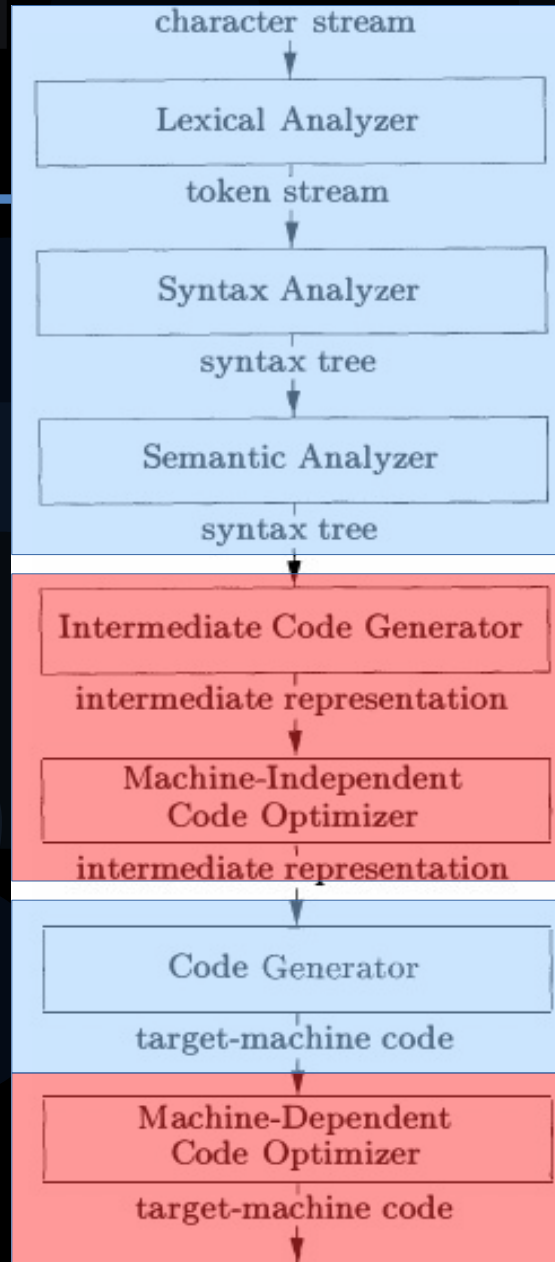 character stream
Lexical Analyzer
token stream
Syntax Analyzer
syntax tree
Semantic Analyzer
syntax tree
Intermediate Code Generator
intermediate representation
Machine-Independent
Code Optimizer
intermediate representation
Code Generator
target-machine code
Machine-Dependent
Code Optimizer
target-machine code